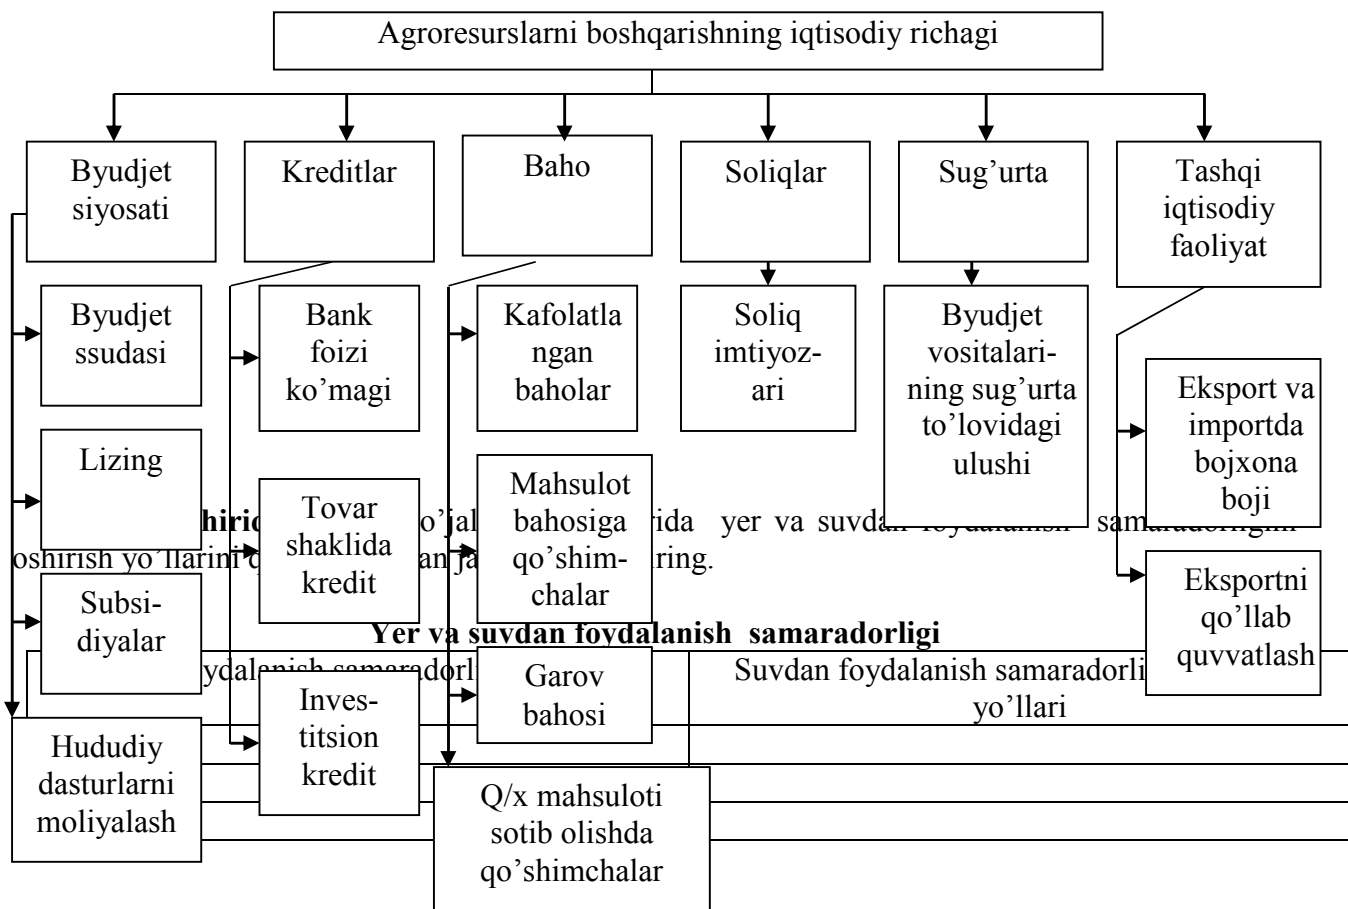 Agroresurslarni boshqarishning iqtisodiy richagi
Byudjet
siyosati
Kreditlar
Baho
Soliqlar
Sug’urta
Tashqi
iqtisodiy
faoliyat
Byudjet
ssudasi
Lizing
Subsi-
diyalar
Hududiy
dasturlarni
moliyalash
Bank
foizi
ko’magi
Tovar
shaklida
kredit
Inves-
titsion
kredit
Kafolatla
ngan
baholar
Mahsulot
bahosiga
qo’shim-
chalar
Garov
bahosi
Q/x mahsuloti
sotib olishda
qo’shimchalar
Soliq
imtiyoz-
ari
Byudjet
vositalari-
ning sug’urta
to’lovidagi
ulushi
Eksport va
importda
bojxona
boji
Eksportni
qo’llab
quvvatlash
yer va suvdan foydalanish samaradorligini
oshirish yo’llarini
Yer va suvdan foydalanish samaradorligi
Suvdan foydalanish
yo’llari